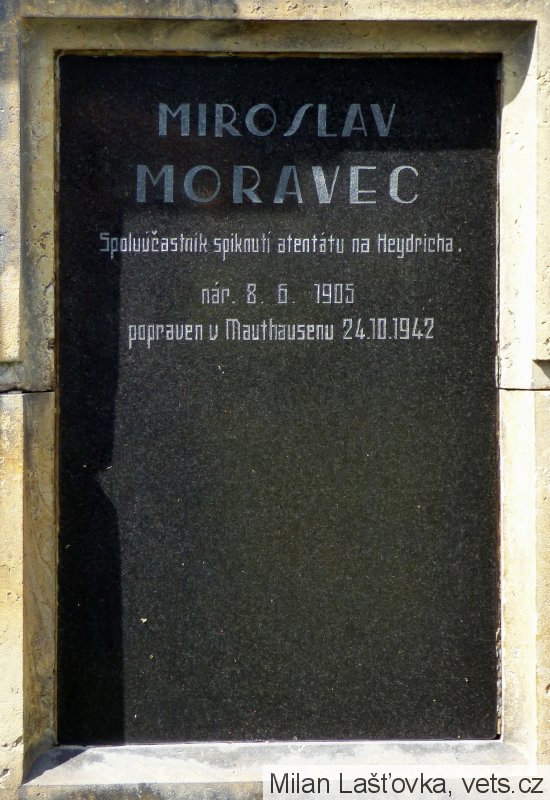 MIROSLAV
MORAVEC
Spoluúčastník spiknutí atentátu na Heydricha.
nár. 8. 6. 1905
popraven v Mauthausenu 24.10.1942
Milan Lašťovka, vets.cz